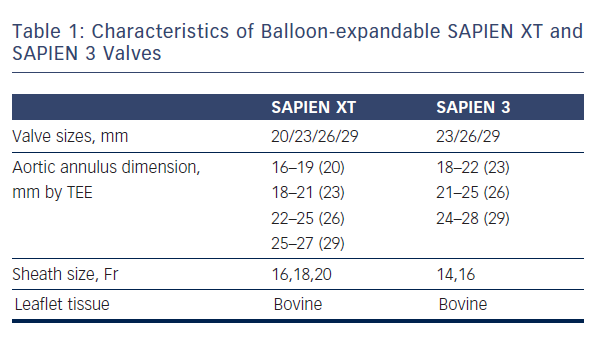 Table 1: Characteristics of Balloon-expandable SAPIEN XT and
SAPIEN 3 Valves
SAPIEN XT SAPIEN 3
Valve sizes, mm 20/23/26/29 23/26/29
Aortic annulus dimension, 16–19 (20) 18–22 (23)
mm by TEE 18–21 (23) 21–25 (26)
22–25 (26) 24–28 (29)
25–27 (29)
Sheath size, Fr 16,18,20 14,16
Leaflet tissue Bovine Bovine